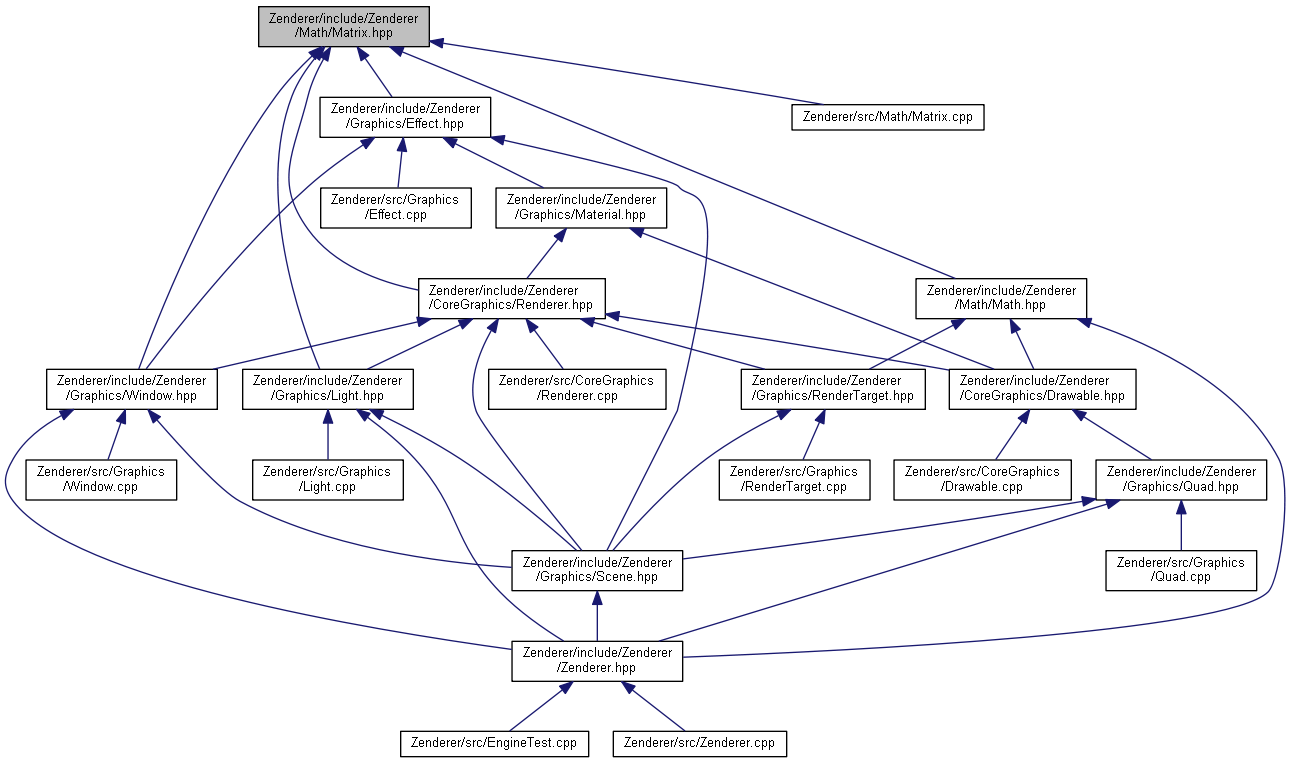 Zenderer/include/Zenderer
/Math/Matrix.hpp
Zenderer/include/Zenderer
/Graphics/Effect.hpp
Zenderer/src/Math/Matrix.cpp
Zenderer/src/Graphics
/Effect.cpp
Zenderer/include/Zenderer
/Graphics/Material.hpp
Zenderer/include/Zenderer
/CoreGraphics/Renderer.hpp
Zenderer/include/Zenderer
/Math/Math.hpp
Zenderer/include/Zenderer
/Graphics/Window.hpp
Zenderer/include/Zenderer
/Graphics/Light.hpp
Zenderer/src/CoreGraphics
/Renderer.cpp
Zenderer/include/Zenderer
/Graphics/RenderTarget.hpp
Zenderer/include/Zenderer
/CoreGraphics/Drawable.hpp
Zenderer/src/Graphics
/Window.cpp
Zenderer/src/Graphics
/Light.cpp
Zenderer/src/Graphics
/RenderTarget.cpp
Zenderer/src/CoreGraphics
/Drawable.cpp
Zenderer/include/Zenderer
/Graphics/Quad.hpp
Zenderer/include/Zenderer
/Graphics/Scene.hpp
Zenderer/src/Graphics
/Quad.cpp
Zenderer/include/Zenderer
/Zenderer.hpp
Zenderer/src/EngineTest.cpp
Zenderer/src/Zenderer.cpp